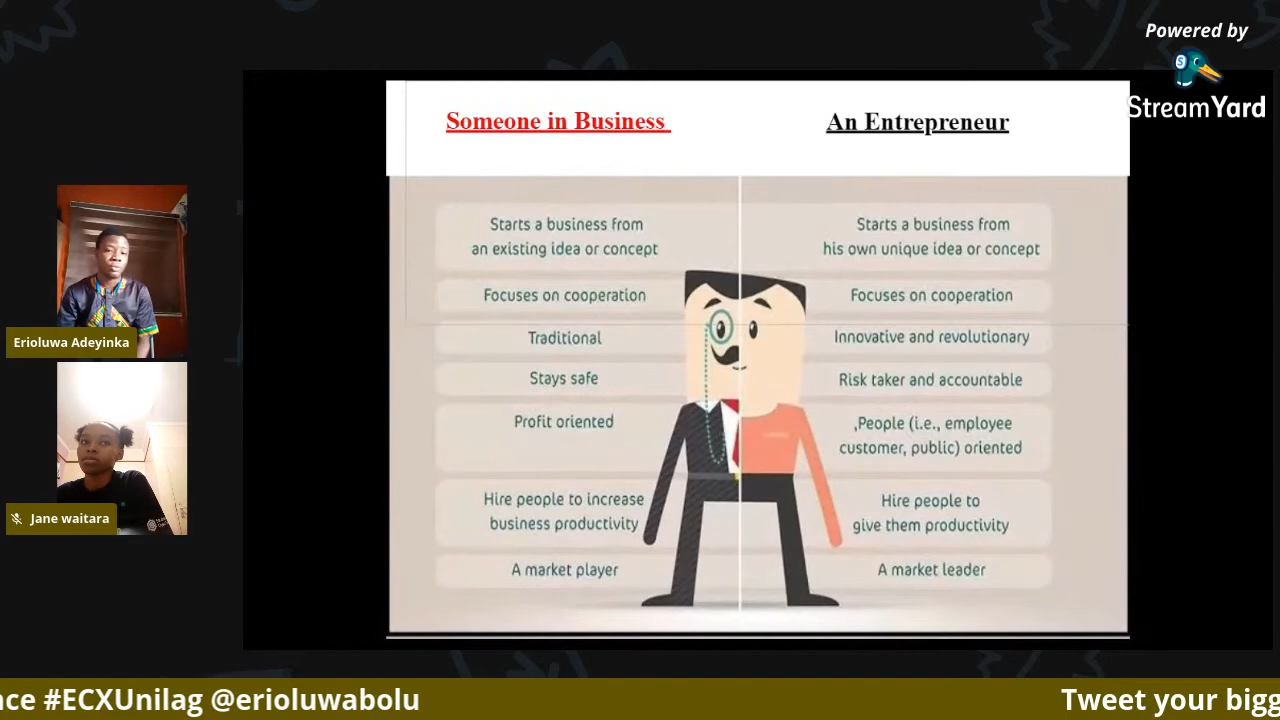 Powered by
StreamYard
Someone in Business
An Entrepreneur
Starts a business from
an existing idea or concept
Starts a business from
his own unique idea or concept
Focuses on cooperation
Focuses on cooperation
Traditional
Innovative and revolutionary
Stays safe
Risk taker and accountable
Profit oriented
,People (i.e., employee
customer, public) oriented
Hire people to increase
business productivity
Hire people to
give them productivity
A market player
A market leader
Erioluwa Adeyinka
Jane waitara
#ECXUnilag @erioluwabolu
Tweet your